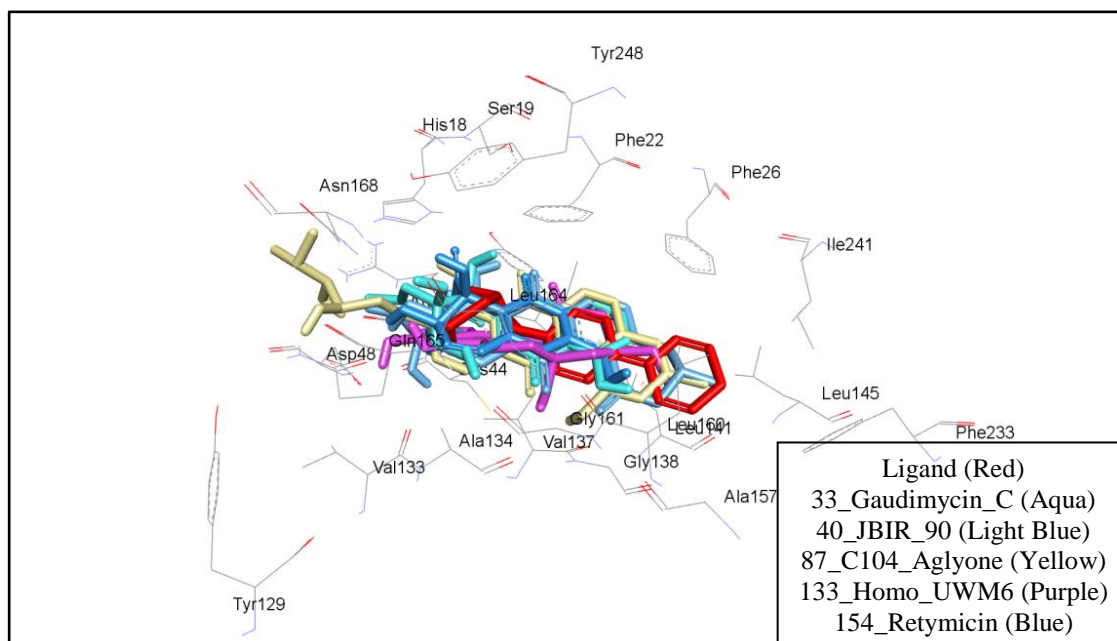 Tyr248
Ser19
His18
Phe22
Phe26
Asn168
Ile241
Leu164
Gln165
Asp48
s44
Leu145
Gly161
Leu160
Leu141
Phe233
Ala134
Val137
Val133
Gly138
Ala157
Tyr129
Ligand (Red)
33_Gaudimycin_C (Aqua)
40_JBIR_90 (Light Blue)
87_C104_Aglyone (Yellow)
133_Homo_UWM6 (Purple)
154_Retymicin (Blue)